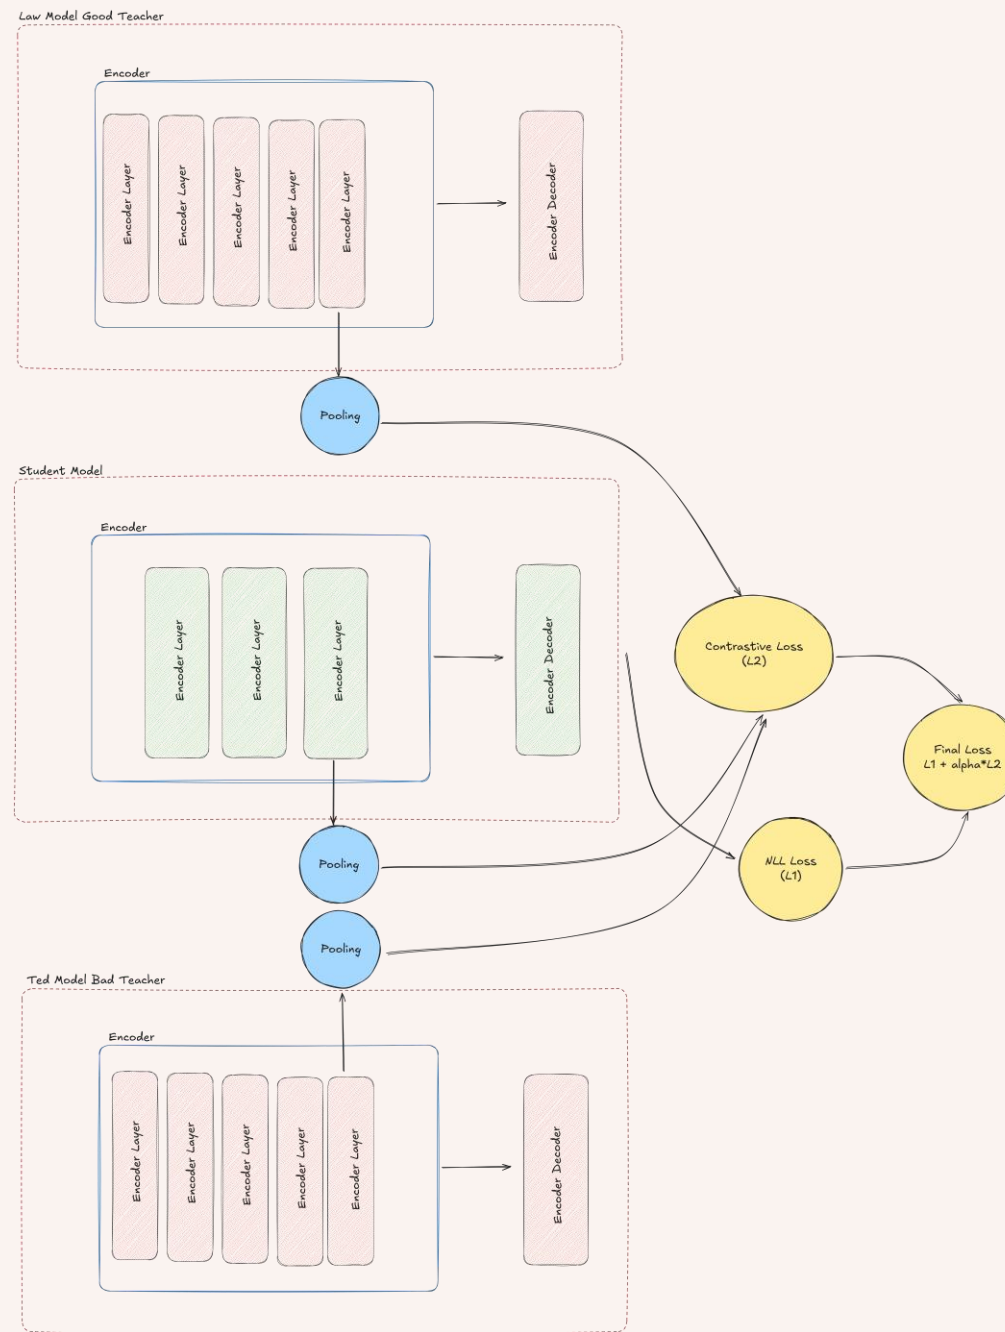 Law Model Good Teacher
Encoder
Encoder Layer
Encoder Layer
Encoder Layer
Encoder Layer
Encoder Layer
Encoder Decoder
Pooling
Student Model
Encoder
Encoder Layer
Encoder Layer
Encoder Layer
Encoder Decoder
Contrastive Loss
(L2)
Final Loss
L1 + alpha*L2
NLL Loss
(L1)
Pooling
Pooling
Ted Model Bad Teacher
Encoder
Encoder Layer
Encoder Layer
Encoder Layer
Encoder Layer
Encoder Layer
Encoder Decoder